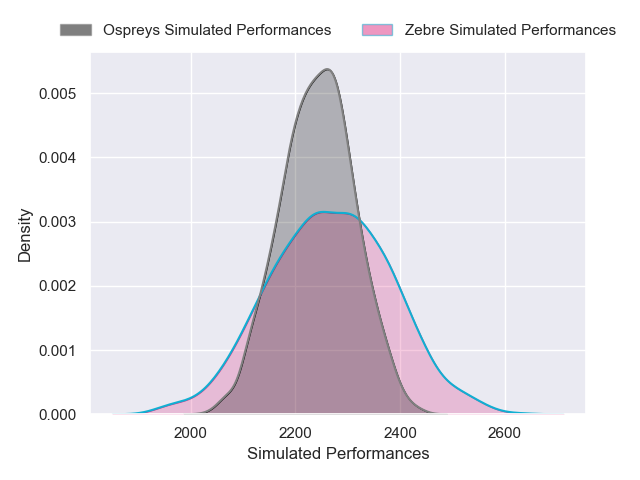 Ospreys Simulated Performances Zebre Simulated Performances
0.005
0.004
0.003
0.002
0.001
0.000
Density
2000 2200 2400 2600
Simulated Performances